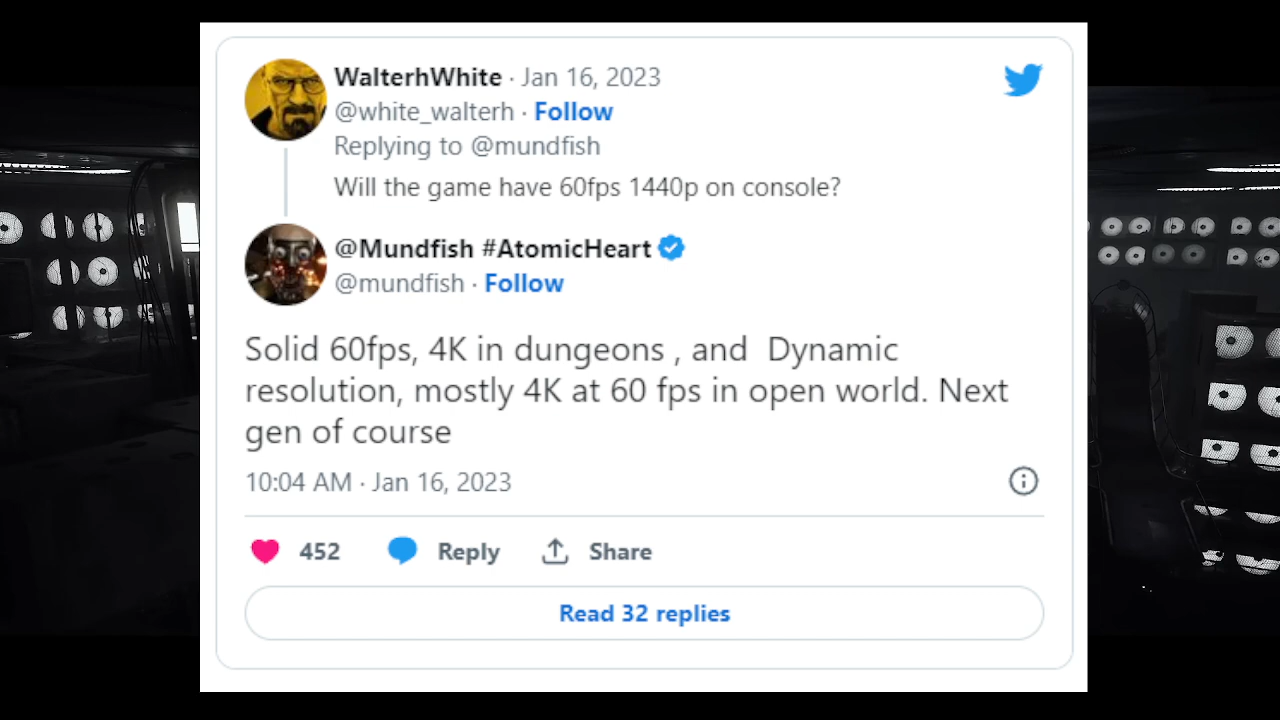 WalterhWhite · Jan 16, 2023
@white_walterh · Follow
Replying to @mundfish
Will the game have 60fps 1440p on console?
@Mundfish #AtomicHeart
@mundfish · Follow
Solid 60fps, 4K in dungeons , and  Dynamic
resolution, mostly 4K at 60 fps in open world. Next
gen of course
10:04 AM · Jan 16, 2023
452 Reply Share
Read 32 replies